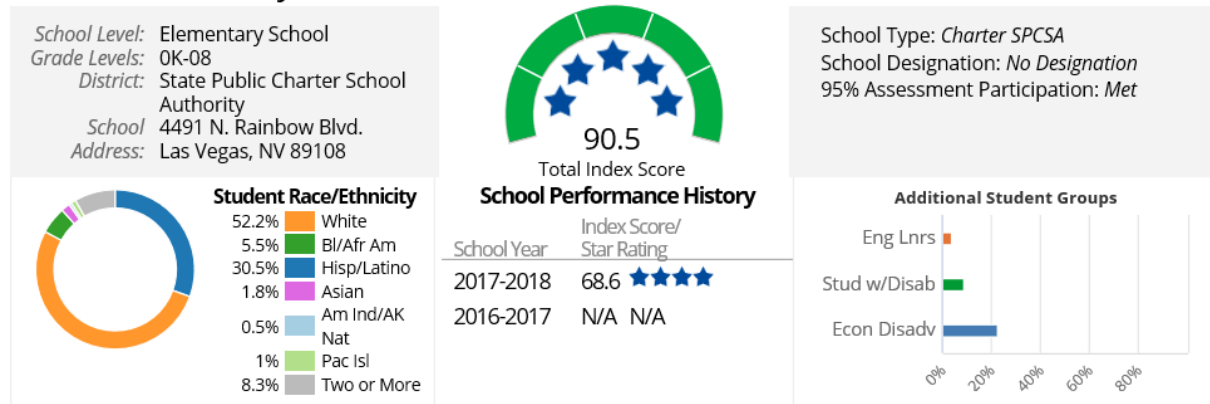 School Level: Elementary School
Grade Levels: 0K-08
District: State Public Charter School
Authority
School 4491 N. Rainbow Blvd.
Address: Las Vegas, NV 89108
90.5
Total Index Score
School Type: Charter SPCSA
School Designation: No Designation
95% Assessment Participation: Met
Student Race/Ethnicity
52.2% White
5.5% Bl/Afr Am
30.5% Hisp/Latino
1.8% Asian
0.5% Am Ind/AK
Nat
1% Pac Isl
8.3% Two or More
School Performance History
Index Score/
School Year Star Rating
2017-2018 68.6
2016-2017 N/A N/A
Additional Student Groups
Eng Lnrs
Stud w/Disab
Econ Disadv
0% 20% 40% 60% 80%